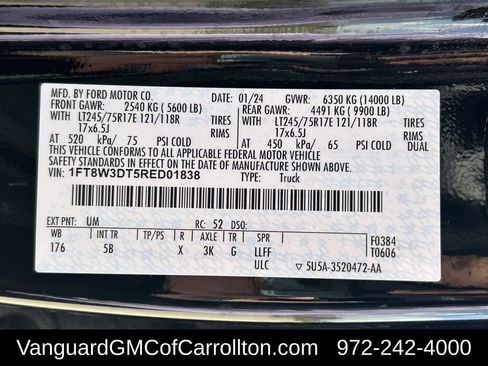 MFD. BY FORD MOTOR CO. 01/24 GVWR: 6350 KG (14000 LB)
FRONT GAWR: 2540 KG (5600 LB) REAR GAWR: 4491 KG (9900 LB)
WITH LT245/75R17E 121/118R TIRES WITH LT245/75R17E 121/118R TIRES
17x6.5J RIMS 17x6.5J RIMS
AT 520 kPa/ 75 PSI COLD AT 450 kPa/ 65 PSI COLD DUAL
THIS VEHICLE CONFORMS TO ALL APPLICABLE FEDERAL MOTOR VEHICLE SAFETY STANDARDS IN EFFECT ON THE DATE OF MANUFACTURE SHOWN ABOVE.
VIN: 1FT8W3DT5RED01838 TYPE: Truck
EXT PNT: UM RC: 52 DSO:
WB INTR TR TP/PS R AXLE TR SPR F0384
176 5B X 3K G LLFF T0606
ULC ▽ 5U5A-3520472-AA
VanguardGMCofCarrollton.com 972-242-4000